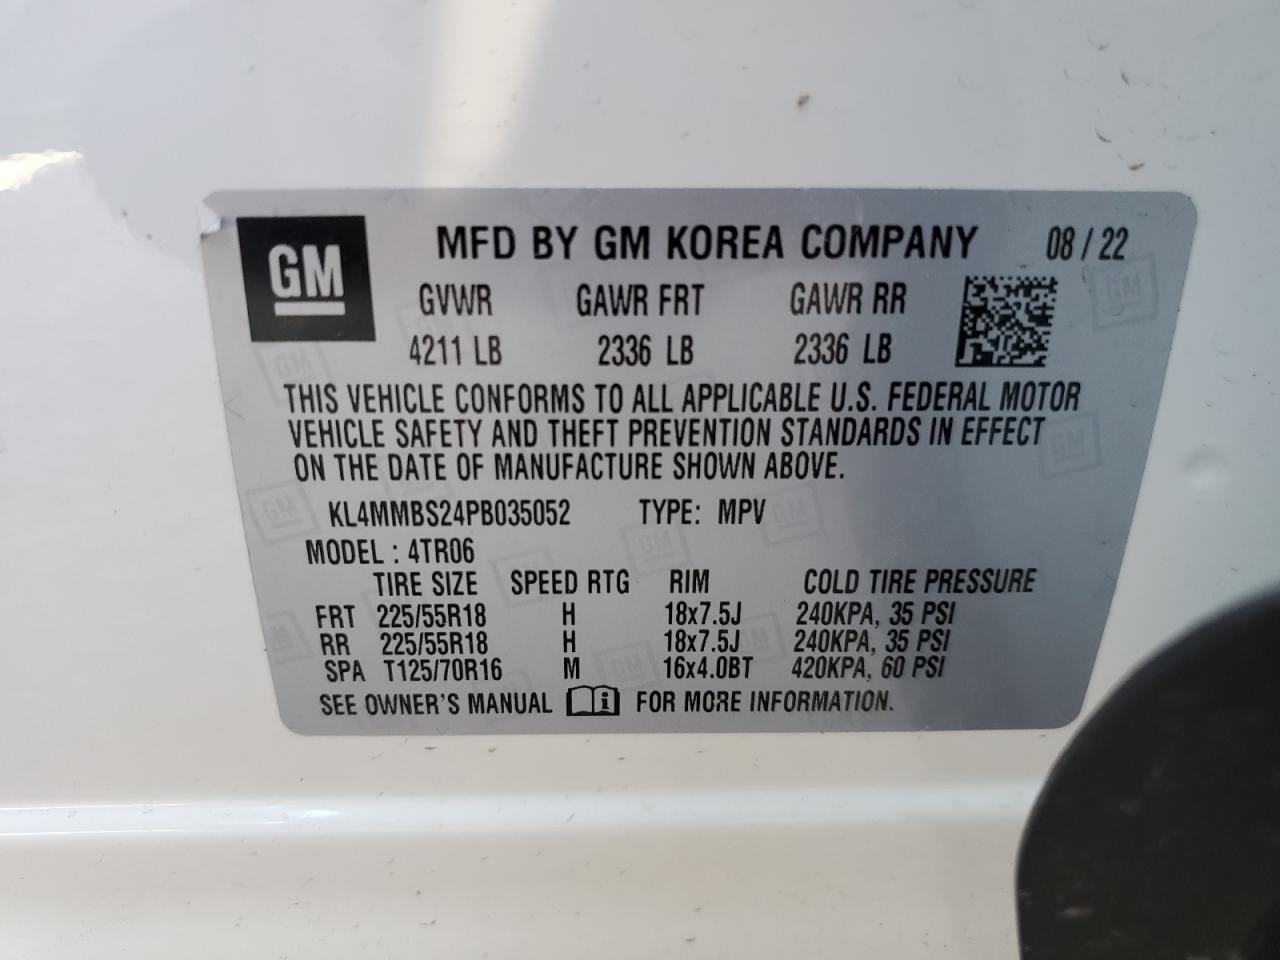 GM MFD BY GM KOREA COMPANY 08 / 22
GVWR GAWR FRT GAWR RR
4211 LB 2336 LB 2336 LB
THIS VEHICLE CONFORMS TO ALL APPLICABLE U.S. FEDERAL MOTOR
VEHICLE SAFETY AND THEFT PREVENTION STANDARDS IN EFFECT
ON THE DATE OF MANUFACTURE SHOWN ABOVE.
KL4MMBS24PB035052 TYPE: MPV
MODEL : 4TR06
TIRE SIZE SPEED RTG RIM COLD TIRE PRESSURE
FRT 225/55R18 H 18x7.5J 240KPA, 35 PSI
RR 225/55R18 H 18x7.5J 240KPA, 35 PSI
SPA T125/70R16 M 16x4.0BT 420KPA, 60 PSI
SEE OWNER'S MANUAL i FOR MORE INFORMATION.